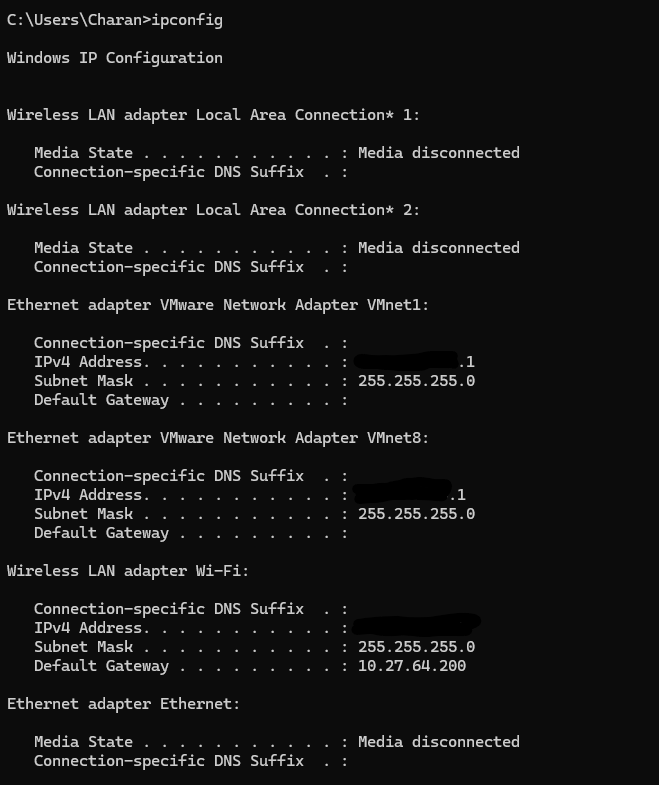 C:\Users\Charan>ipconfig
Windows IP Configuration
Wireless LAN adapter Local Area Connection* 1:
Media State . . . . . . . . . . . : Media disconnected
Connection-specific DNS Suffix  . :
Wireless LAN adapter Local Area Connection* 2:
Media State . . . . . . . . . . . : Media disconnected
Connection-specific DNS Suffix  . :
Ethernet adapter VMware Network Adapter VMnet1:
Connection-specific DNS Suffix  . :
IPv4 Address. . . . . . . . . . . : .1
Subnet Mask . . . . . . . . . . . : 255.255.255.0
Default Gateway . . . . . . . . . :
Ethernet adapter VMware Network Adapter VMnet8:
Connection-specific DNS Suffix  . :
IPv4 Address. . . . . . . . . . . : .1
Subnet Mask . . . . . . . . . . . : 255.255.255.0
Default Gateway . . . . . . . . . :
Wireless LAN adapter Wi-Fi:
Connection-specific DNS Suffix  . :
IPv4 Address. . . . . . . . . . . :
Subnet Mask . . . . . . . . . . . : 255.255.255.0
Default Gateway . . . . . . . . . : 10.27.64.200
Ethernet adapter Ethernet:
Media State . . . . . . . . . . . : Media disconnected
Connection-specific DNS Suffix  . :